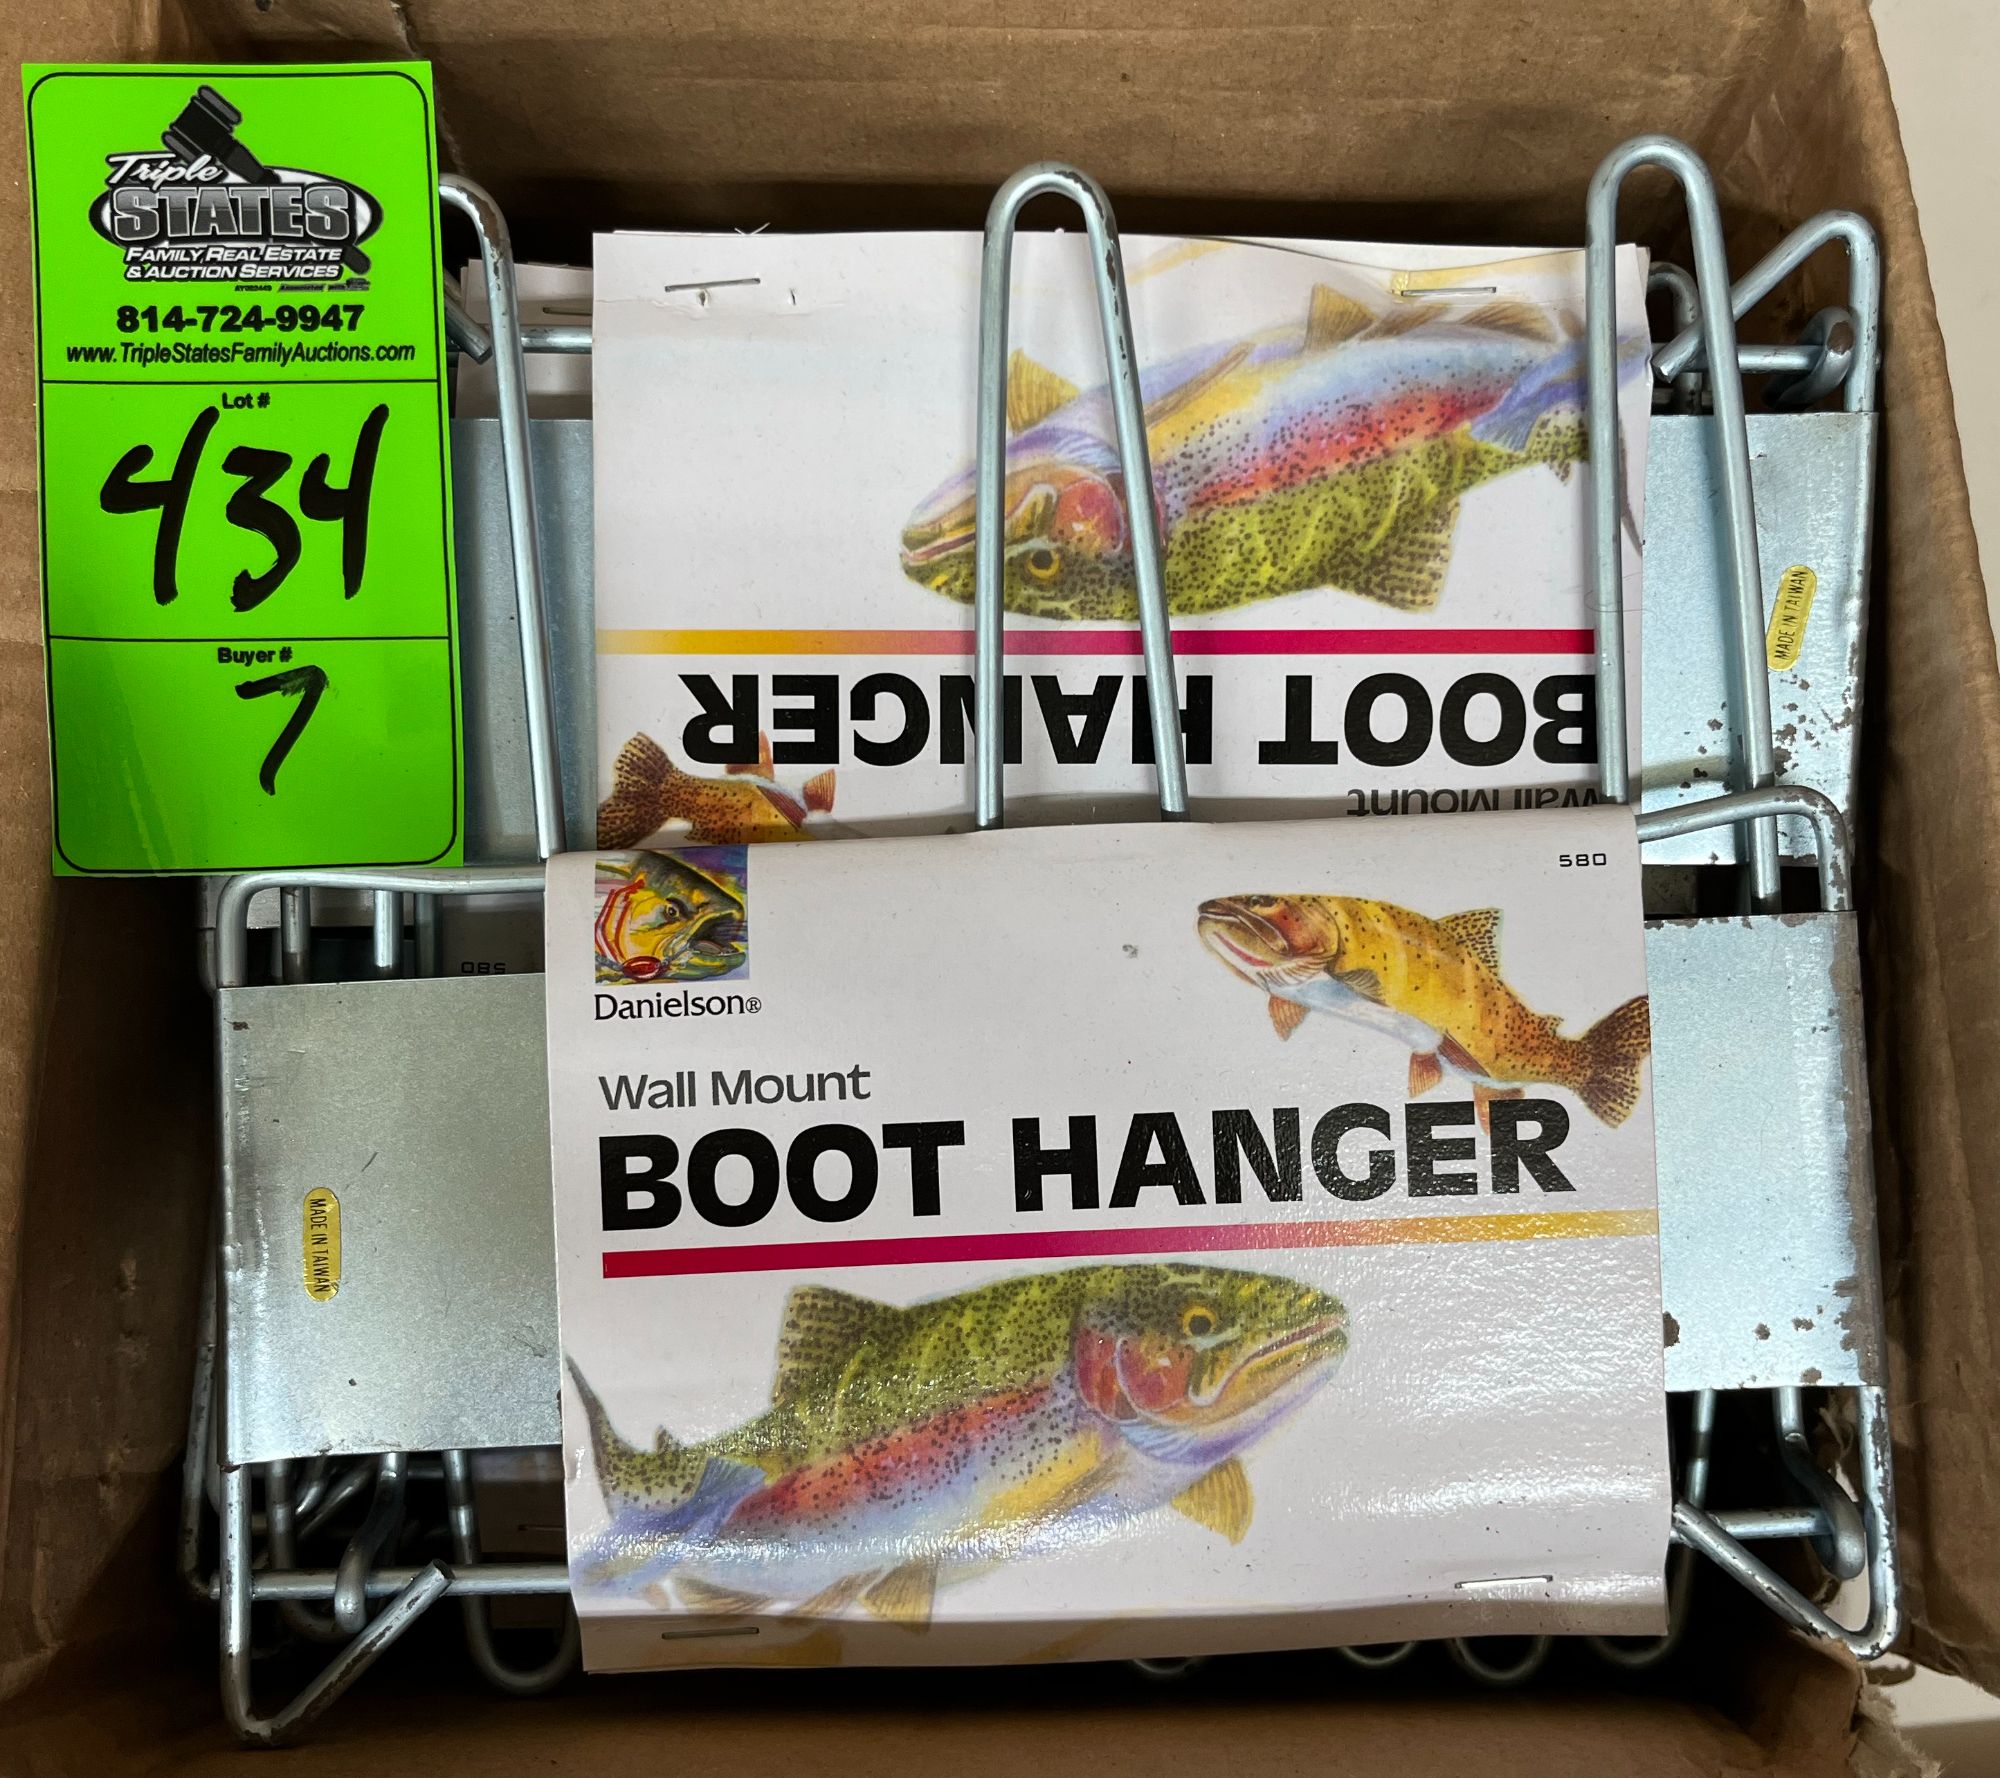 Triple
STATES
FAMILY REAL ESTATE
& AUCTION SERVICES
814-724-9947
www.TripleStatesFamilyAuctions.com
Lot #
434
Buyer #
7
BOOT HANGER
Wall Mount
MADE IN TAIWAN
580
580
Danielson®
Wall Mount
BOOT HANGER
MADE IN TAIWAN